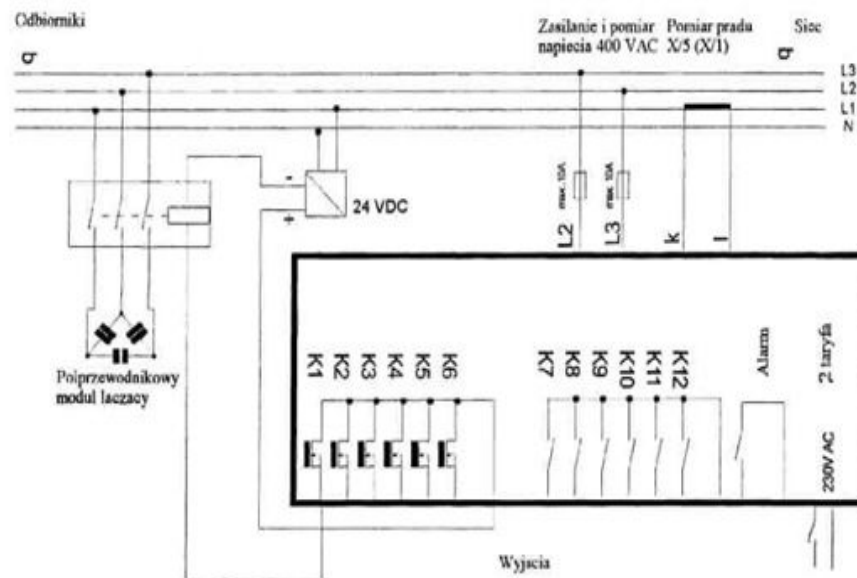 Odbiorniki
Zasilanie i pomiar
napiecia 400 VAC
Pomiar pradu
X/5 (X/1)
Siec
q
q
L3
L2
L1
N
-
+
24 VDC
max. 10A
max. 10A
L2
L3
k
l
Polprzewodnikowy
modul laczacy
K1
K2
K3
K4
K5
K6
K7
K8
K9
K10
K11
K12
Alarm
2 taryfa
230V AC
Wyjscia